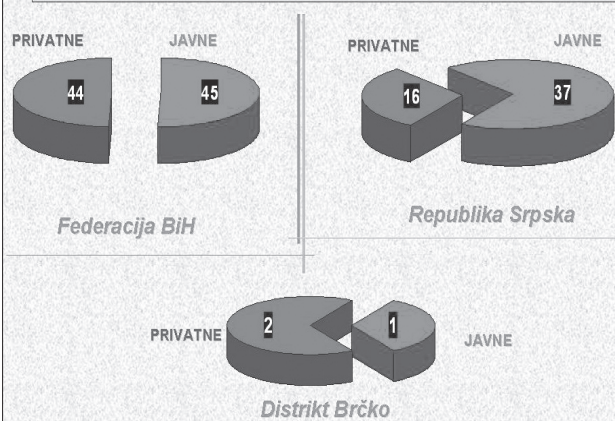 PRIVATNE
JAVNE
44
45
Federacija BiH
PRIVATNE
JAVNE
16
37
Republika Srpska
PRIVATNE
2
1
JAVNE
Distrikt Brčko